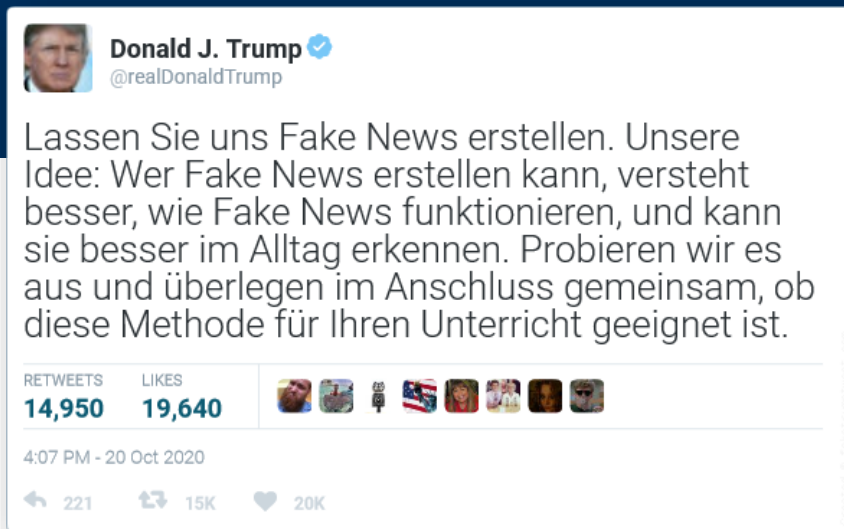 Donald J. Trump
@realDonaldTrump
Lassen Sie uns Fake News erstellen. Unsere
Idee: Wer Fake News erstellen kann, versteht
besser, wie Fake News funktionieren, und kann
sie besser im Alltag erkennen. Probieren wir es
aus und überlegen im Anschluss gemeinsam, ob
diese Methode für Ihren Unterricht geeignet ist.
RETWEETS LIKES
14,950 19,640
4:07 PM - 20 Oct 2020
221 15K 20K